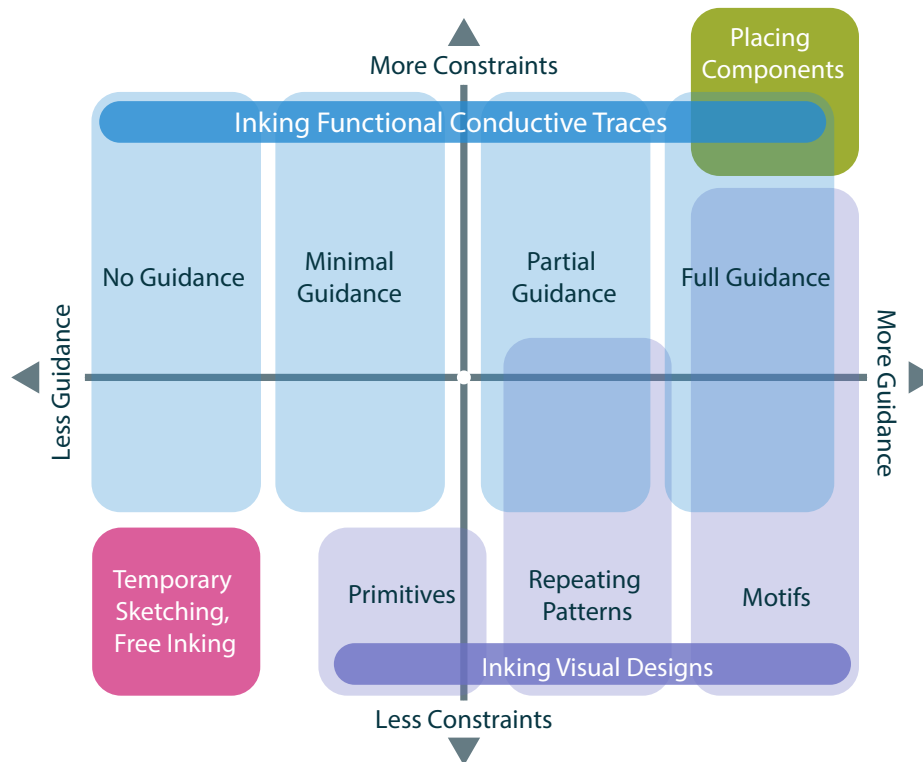 Placing
Components
More Constraints
Inking Functional Conductive Traces
No Guidance
Minimal
Guidance
Partial
Guidance
Full Guidance
Less Guidance
More Guidance
Temporary
Sketching,
Free Inking
Primitives
Repeating
Patterns
Motifs
Inking Visual Designs
Less Constraints